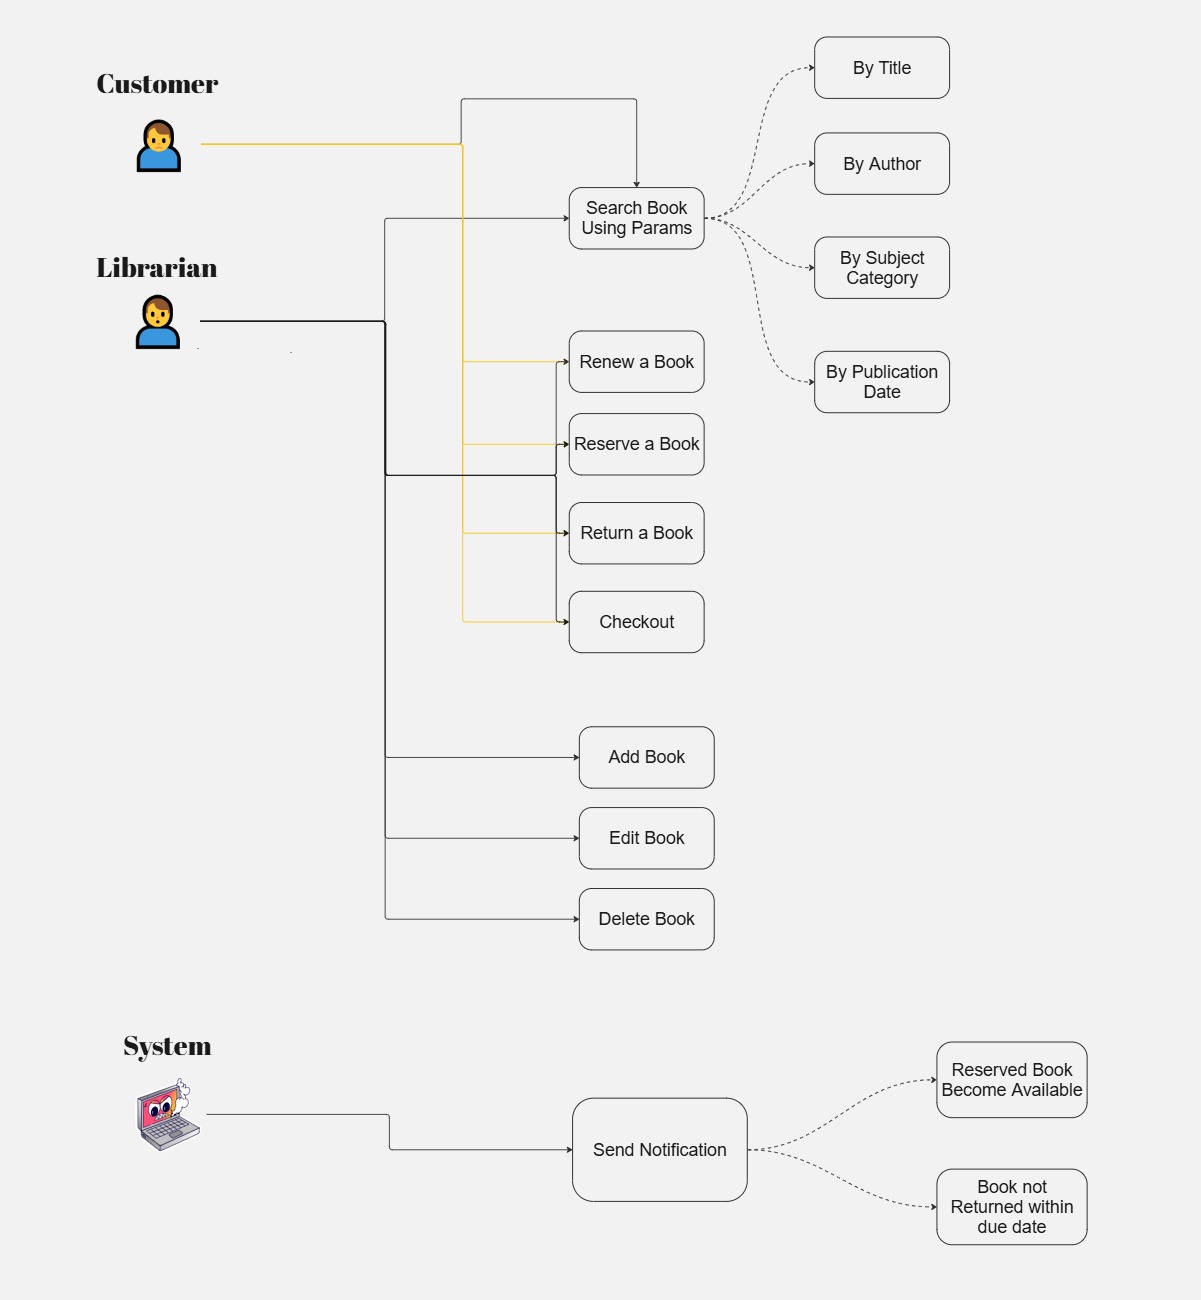 Customer
Librarian
Search Book
Using Params
By Title
By Author
By Subject
Category
By Publication
Date
Renew a Book
Reserve a Book
Return a Book
Checkout
Add Book
Edit Book
Delete Book
System
Send Notification
Reserved Book
Become Available
Book not
Returned within
due date